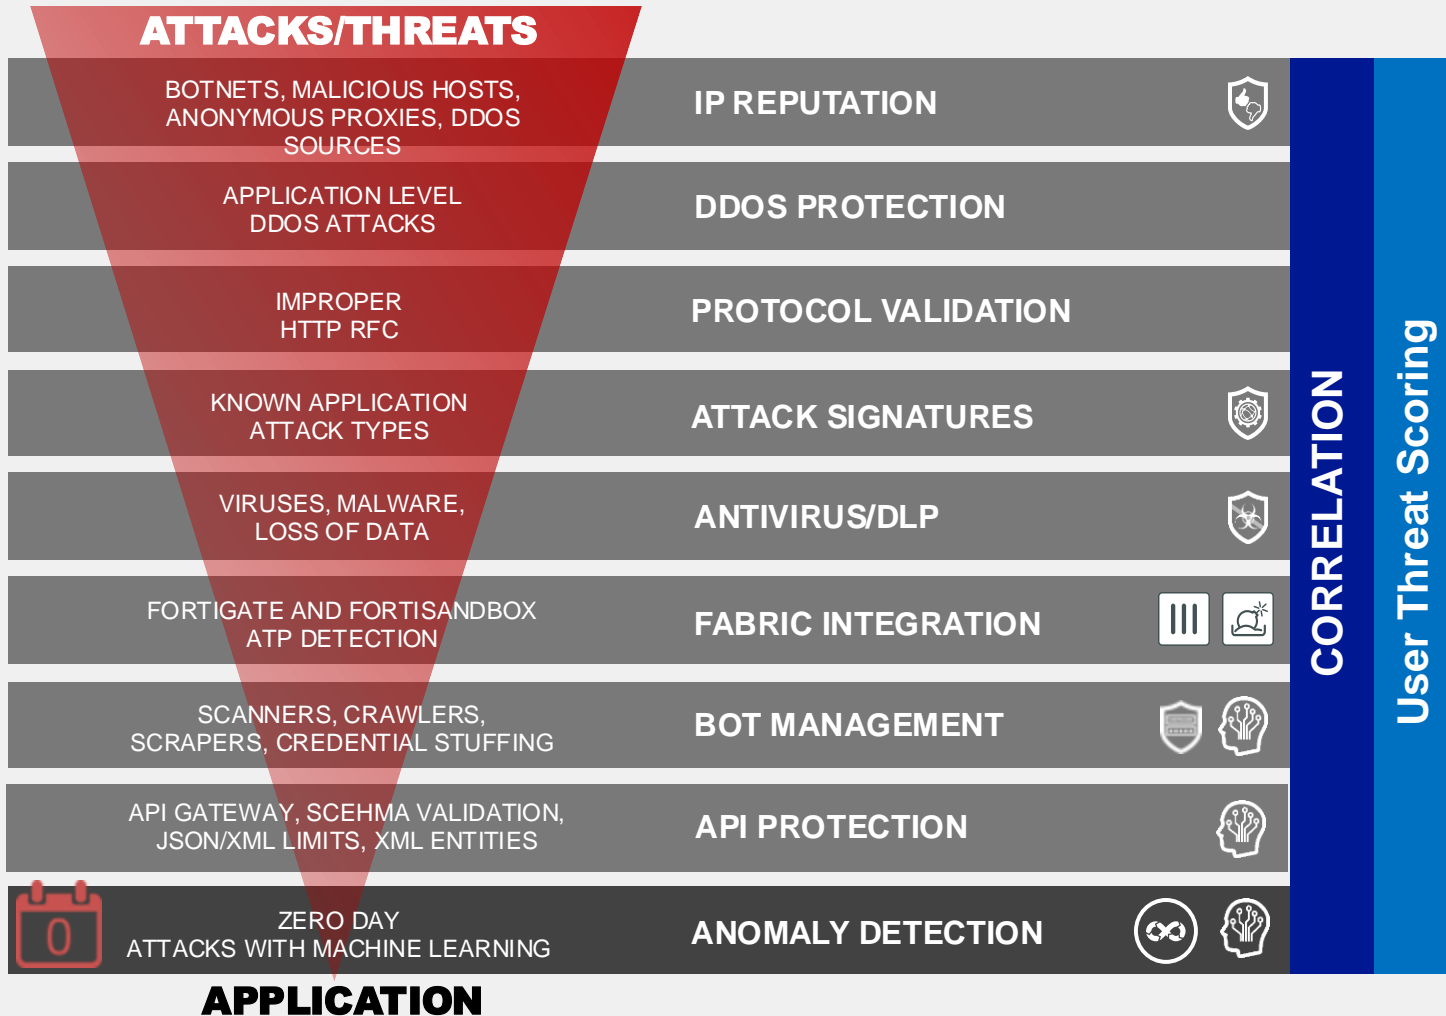 ATTACKS/THREATS
BOTNETS, MALICIOUS HOSTS,
ANONYMOUS PROXIES, DDOS
SOURCES
IP REPUTATION
APPLICATION LEVEL
DDOS ATTACKS
DDOS PROTECTION
IMPROPER
HTTP RFC
PROTOCOL VALIDATION
KNOWN APPLICATION
ATTACK TYPES
ATTACK SIGNATURES
VIRUSES, MALWARE,
LOSS OF DATA
ANTIVIRUS/DLP
FORTIGATE AND FORTISANDBOX
ATP DETECTION
FABRIC INTEGRATION
SCANNERS, CRAWLERS,
SCRAPERS, CREDENTIAL STUFFING
BOT MANAGEMENT
API GATEWAY, SCEHMA VALIDATION,
JSON/XML LIMITS, XML ENTITIES
API PROTECTION
0
ZERO DAY
ATTACKS WITH MACHINE LEARNING
ANOMALY DETECTION
APPLICATION
CORRELATION
User Threat Scoring